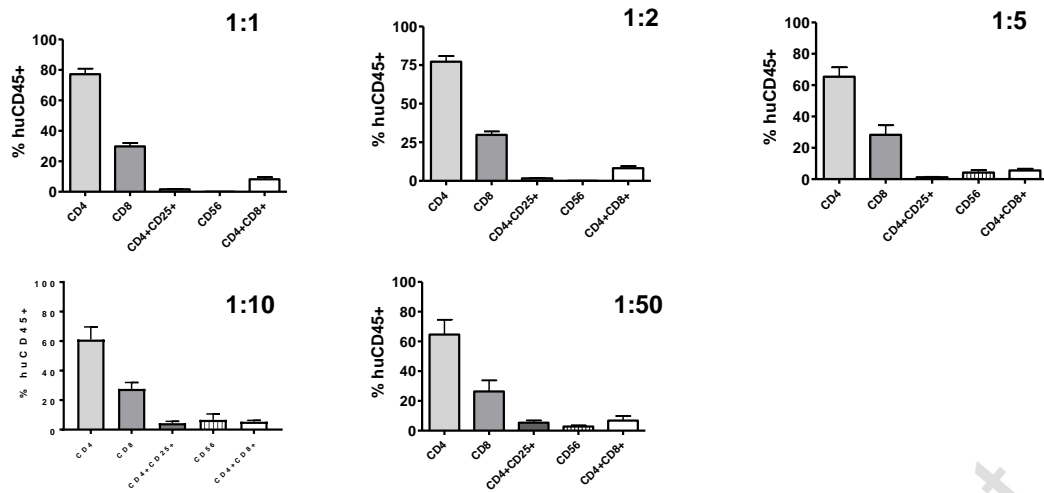 1:1
% huCD45+
100
80
60
40
20
0
CD4
CD8
CD4+CD25+
CD56
CD4+CD8+
1:2
% huCD45+
100
75
50
25
0
CD4
CD8
CD4+CD25+
CD56
CD4+CD8+
1:5
% huCD45+
100
80
60
40
20
0
CD4
CD8
CD4+CD25+
CD56
CD4+CD8+
1:10
% huCD45+
100
80
60
40
20
0
CD4
CD8
CD4+CD25+
CD56
CD4+CD8+
1:50
% huCD45+
100
80
60
40
20
0
CD4
CD8
CD4+CD25+
CD56
CD4+CD8+
t